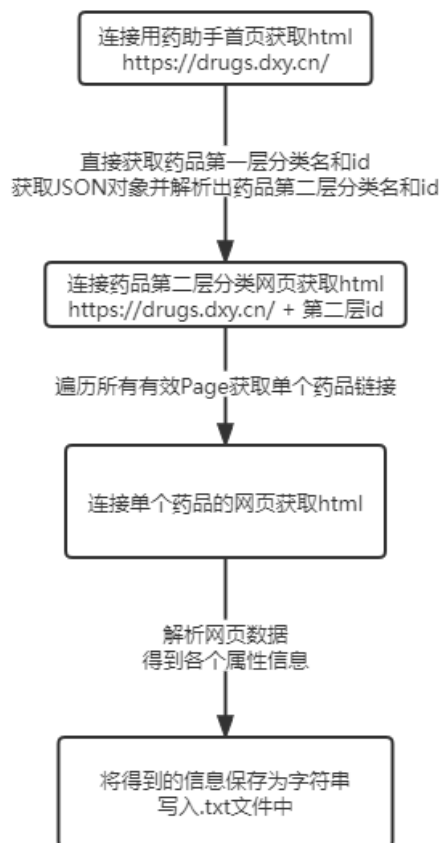 连接用药助手首页获取html
https://drugs.dxy.cn/
直接获取药品第一层分类名和id
获取JSON对象并解析出药品第二层分类名和id
连接药品第二层分类网页获取html
https://drugs.dxy.cn/ + 第二层id
遍历所有有效Page获取单个药品链接
连接单个药品的网页获取html
解析网页数据
得到各个属性信息
将得到的信息保存为字符串
写入.txt文件中